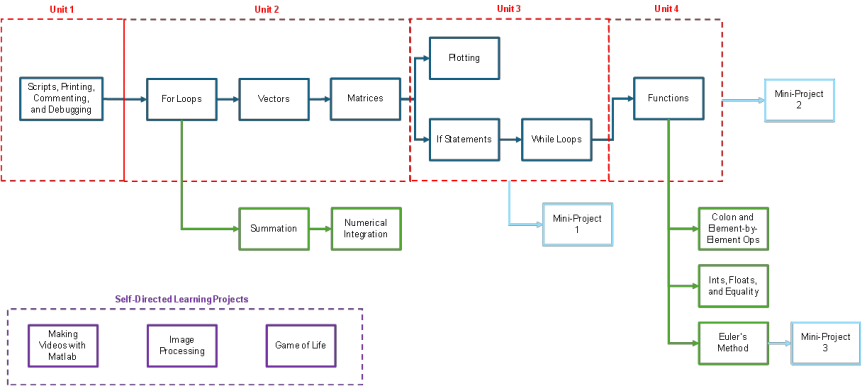 Unit 1
Unit 2
Unit 3
Unit 4
Scripts, Printing,
Commenting,
and Debugging
For Loops
Vectors
Matrices
Plotting
If Statements
While Loops
Functions
Mini-Project
2
Summation
Numerical
Integration
Mini-Project
1
Colon and
Element-by-
Element Ops
Ints, Floats,
and Equality
Euler's
Method
Mini-Project
3
Self-Directed Learning Projects
Making
Videos with
Matlab
Image
Processing
Game of Life